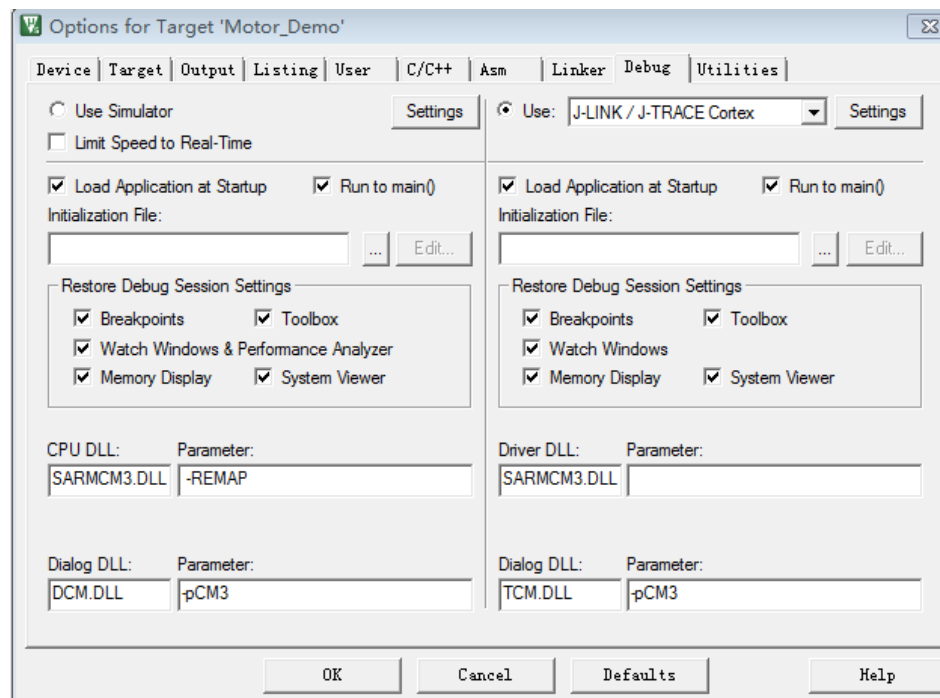 Options for Target 'Motor_Demo'
Device Target Output Listing User C/C++ Asm Linker Debug Utilities
Use Simulator Settings Use: J-LINK / J-TRACE Cortex Settings
Limit Speed to Real-Time
Load Application at Startup Run to main() Load Application at Startup Run to main()
Initialization File: Initialization File:
... Edit... ... Edit...
Restore Debug Session Settings Restore Debug Session Settings
Breakpoints Toolbox Breakpoints Toolbox
Watch Windows & Performance Analyzer Watch Windows
Memory Display System Viewer Memory Display System Viewer
CPU DLL: Parameter: Driver DLL: Parameter:
SARMCM3.DLL -REMAP SARMCM3.DLL
Dialog DLL: Parameter: Dialog DLL: Parameter:
DCM.DLL -pCM3 TCM.DLL -pCM3
OK Cancel Defaults Help